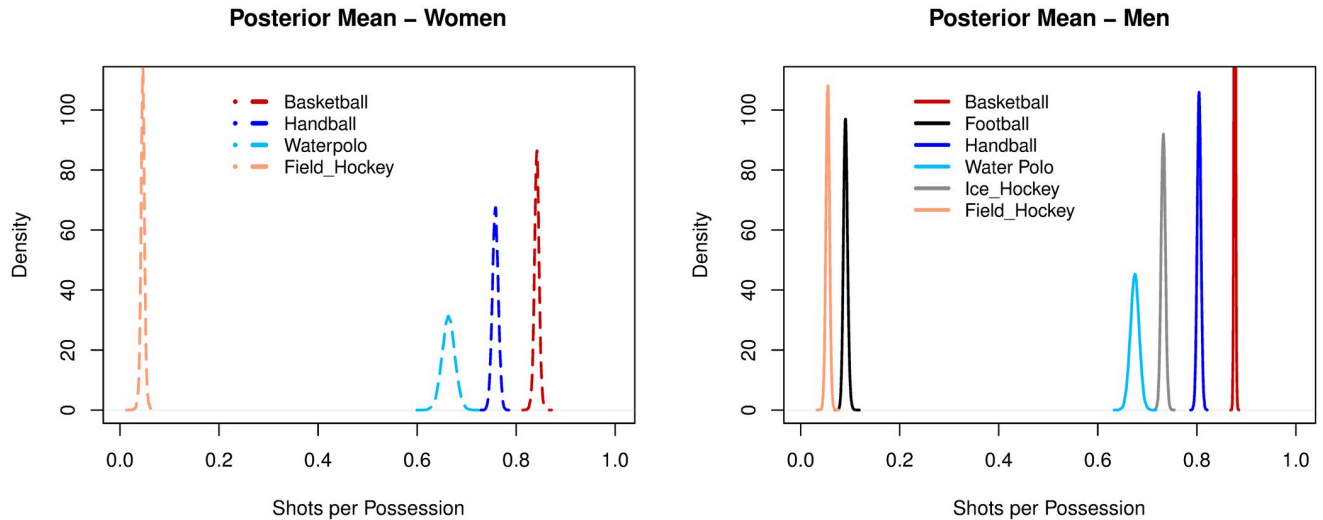 Posterior Mean – Women
Density
0 20 40 60 80 100
Basketball
Handball
Waterpolo
Field_Hockey
0.0 0.2 0.4 0.6 0.8 1.0
Shots per Possession
Posterior Mean – Men
Density
0 20 40 60 80 100
Basketball
Football
Handball
Water Polo
Ice_Hockey
Field_Hockey
0.0 0.2 0.4 0.6 0.8 1.0
Shots per Possession